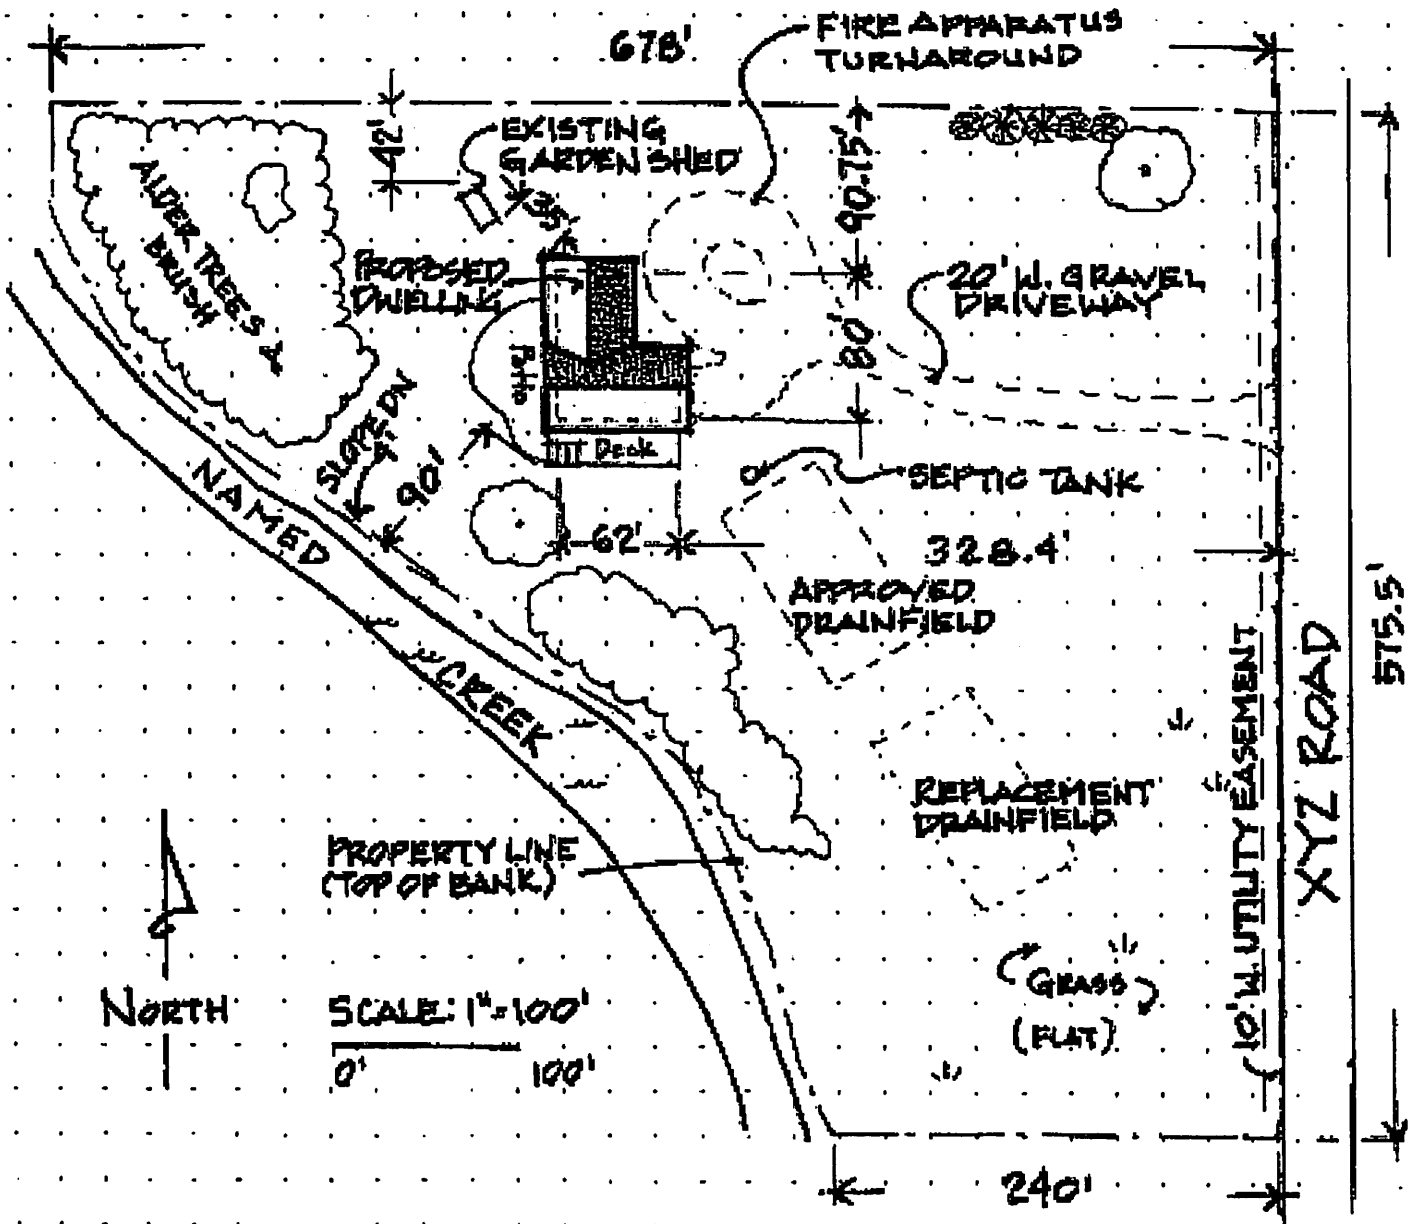 678'
FIRE APPARATUS
TURNAROUND
42'
EXISTING
GARDEN SHED
90.75'
ALDER TREES &
BRUSH
35'
PROPOSED
DWELLING
20' W. GRAVEL
DRIVEWAY
80'
Patio
SLOPE DN
4'
90'
Deck
SEPTIC TANK
62'
328.4'
APPROVED
DRAINFIELD
575.5'
NAMED
CREEK
10' W. UTILITY EASEMENT
XYZ ROAD
REPLACEMENT
DRAINFIELD
PROPERTY LINE
(TOP OF BANK)
GRASS
(FLAT)
NORTH
SCALE: 1"=100'
0' 100'
240'